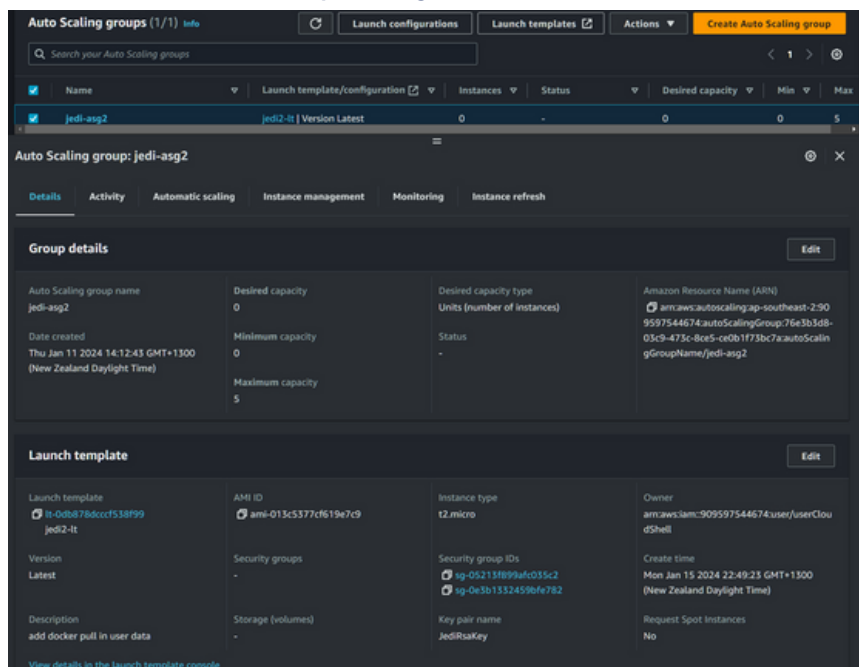 Auto Scaling groups (1/1) Info Launch configurations Launch templates Actions Create Auto Scaling group
Search your Auto Scaling groups 1
Name Launch template/configuration Instances Status Desired capacity Min Max
jedi-asg2 jedi2-lt | Version Latest 0 - 0 0 5
Auto Scaling group: jedi-asg2
Details Activity Automatic scaling Instance management Monitoring Instance refresh
Group details Edit
Auto Scaling group name
jedi-asg2
Date created
Thu Jan 11 2024 14:12:43 GMT+1300
(New Zealand Daylight Time)
Desired capacity
0
Minimum capacity
0
Maximum capacity
5
Desired capacity type
Units (number of instances)
Status
-
Amazon Resource Name (ARN)
arn:aws:autoscaling:ap-southeast-2:90
9597544674:autoScalingGroup:76e3b3d8-
03c9-473c-8ce5-ce0b1f73bc7a:autoScalin
gGroupName/jedi-asg2
Launch template Edit
Launch template
lt-0db878dcccf538f99
jedi2-lt
Version
Latest
Description
add docker pull in user data
View details in the launch template console
AMI ID
ami-013c5377cf619e7c9
Security groups
-
Storage (volumes)
-
Instance type
t2.micro
Security group IDs
sg-05213f899afc035c2
sg-0e3b1332459bfe782
Key pair name
JediRsaKey
Owner
arn:aws:iam::909597544674:user/userClou
dShell
Create time
Mon Jan 15 2024 22:49:23 GMT+1300
(New Zealand Daylight Time)
Request Spot Instances
No